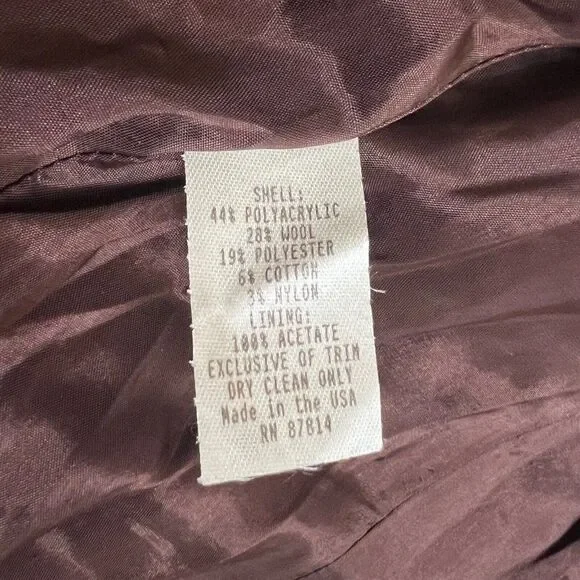 SHELL:
44% POLYACRYLIC
28% WOOL
19% POLYESTER
6% COTTON
3% NYLON
LINING:
100% ACETATE
EXCLUSIVE OF TRIM
DRY CLEAN ONLY
Made in the USA
RN 87814